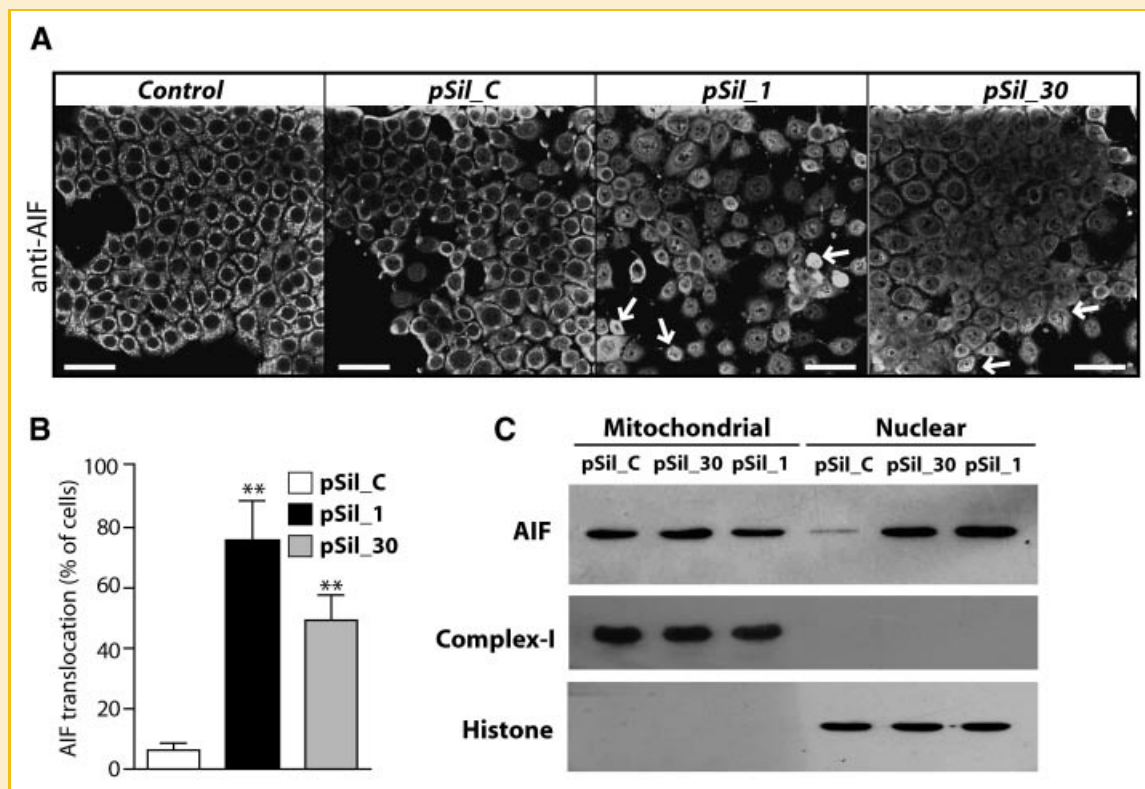 A
Control pSil_C pSil_1 pSil_30
anti-AIF
B
AIF translocation (% of cells)
100
80
60
40
20
0
**
**
pSil_C
pSil_1
pSil_30
C
Mitochondrial Nuclear
pSil_C pSil_30 pSil_1 pSil_C pSil_30 pSil_1
AIF
Complex-I
Histone